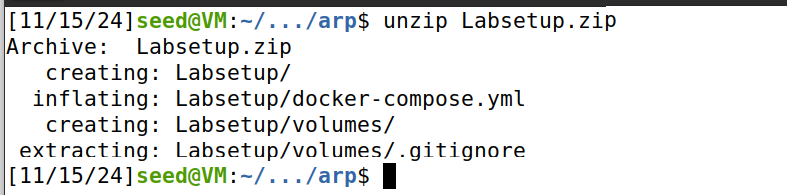 [11/15/24]seed@VM:~/.../arp$ unzip Labsetup.zip
Archive:  Labsetup.zip
   creating: Labsetup/
  inflating: Labsetup/docker-compose.yml
   creating: Labsetup/volumes/
 extracting: Labsetup/volumes/.gitignore
[11/15/24]seed@VM:~/.../arp$